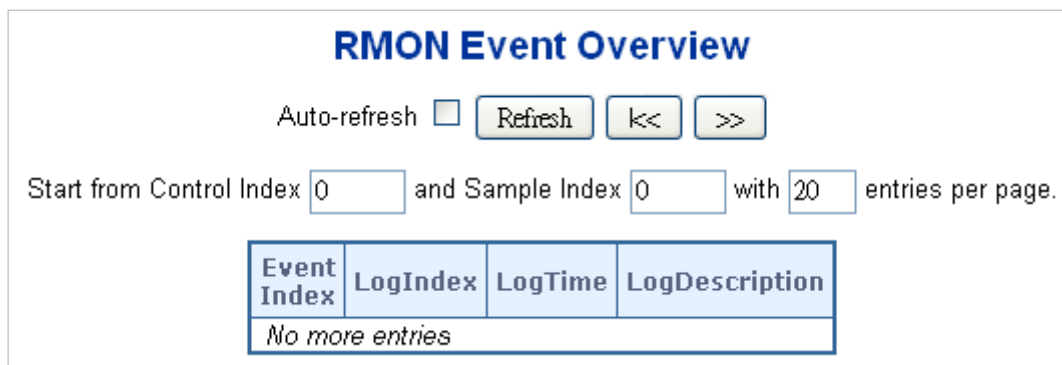 RMON Event Overview
Auto-refresh Refresh |<< >>
Start from Control Index 0 and Sample Index 0 with 20 entries per page.
Event Index LogIndex LogTime LogDescription
No more entries